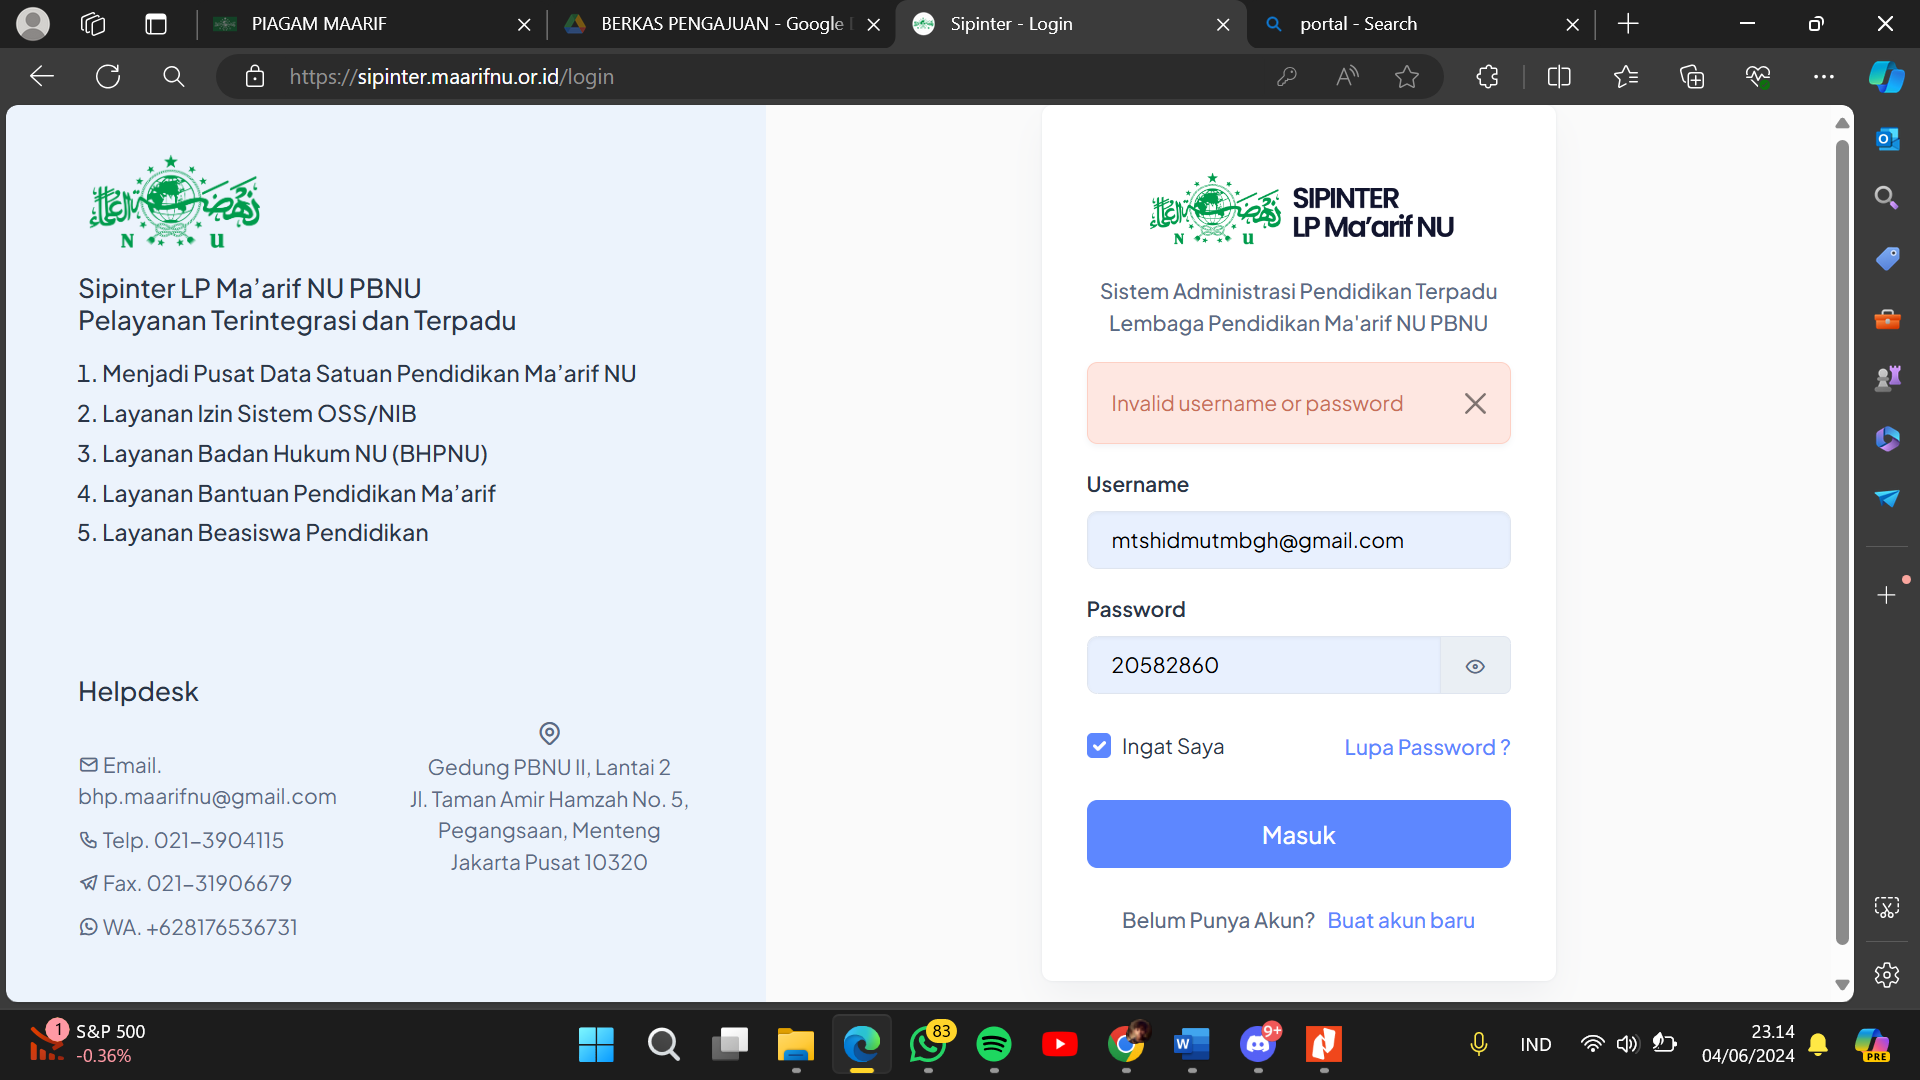 PIAGAM MAARIF
BERKAS PENGAJUAN - Google
Sipinter - Login
portal - Search
https://sipinter.maarifnu.or.id/login
N U
Sipinter LP Ma’arif NU PBNU
Pelayanan Terintegrasi dan Terpadu
1. Menjadi Pusat Data Satuan Pendidikan Ma’arif NU
2. Layanan Izin Sistem OSS/NIB
3. Layanan Badan Hukum NU (BHPNU)
4. Layanan Bantuan Pendidikan Ma’arif
5. Layanan Beasiswa Pendidikan
Helpdesk
Email.
bhp.maarifnu@gmail.com
Telp. 021-3904115
Fax. 021-31906679
WA. +628176536731
Gedung PBNU II, Lantai 2
Jl. Taman Amir Hamzah No. 5,
Pegangsaan, Menteng
Jakarta Pusat 10320
N U
SIPINTER
LP Ma’arif NU
Sistem Administrasi Pendidikan Terpadu
Lembaga Pendidikan Ma'arif NU PBNU
Invalid username or password
Username
mtshidmutmbgh@gmail.com
Password
20582860
Ingat Saya
Lupa Password ?
Masuk
Belum Punya Akun? Buat akun baru
1
S&P 500
-0.36%
83
9+
IND
23.14
04/06/2024
PRE